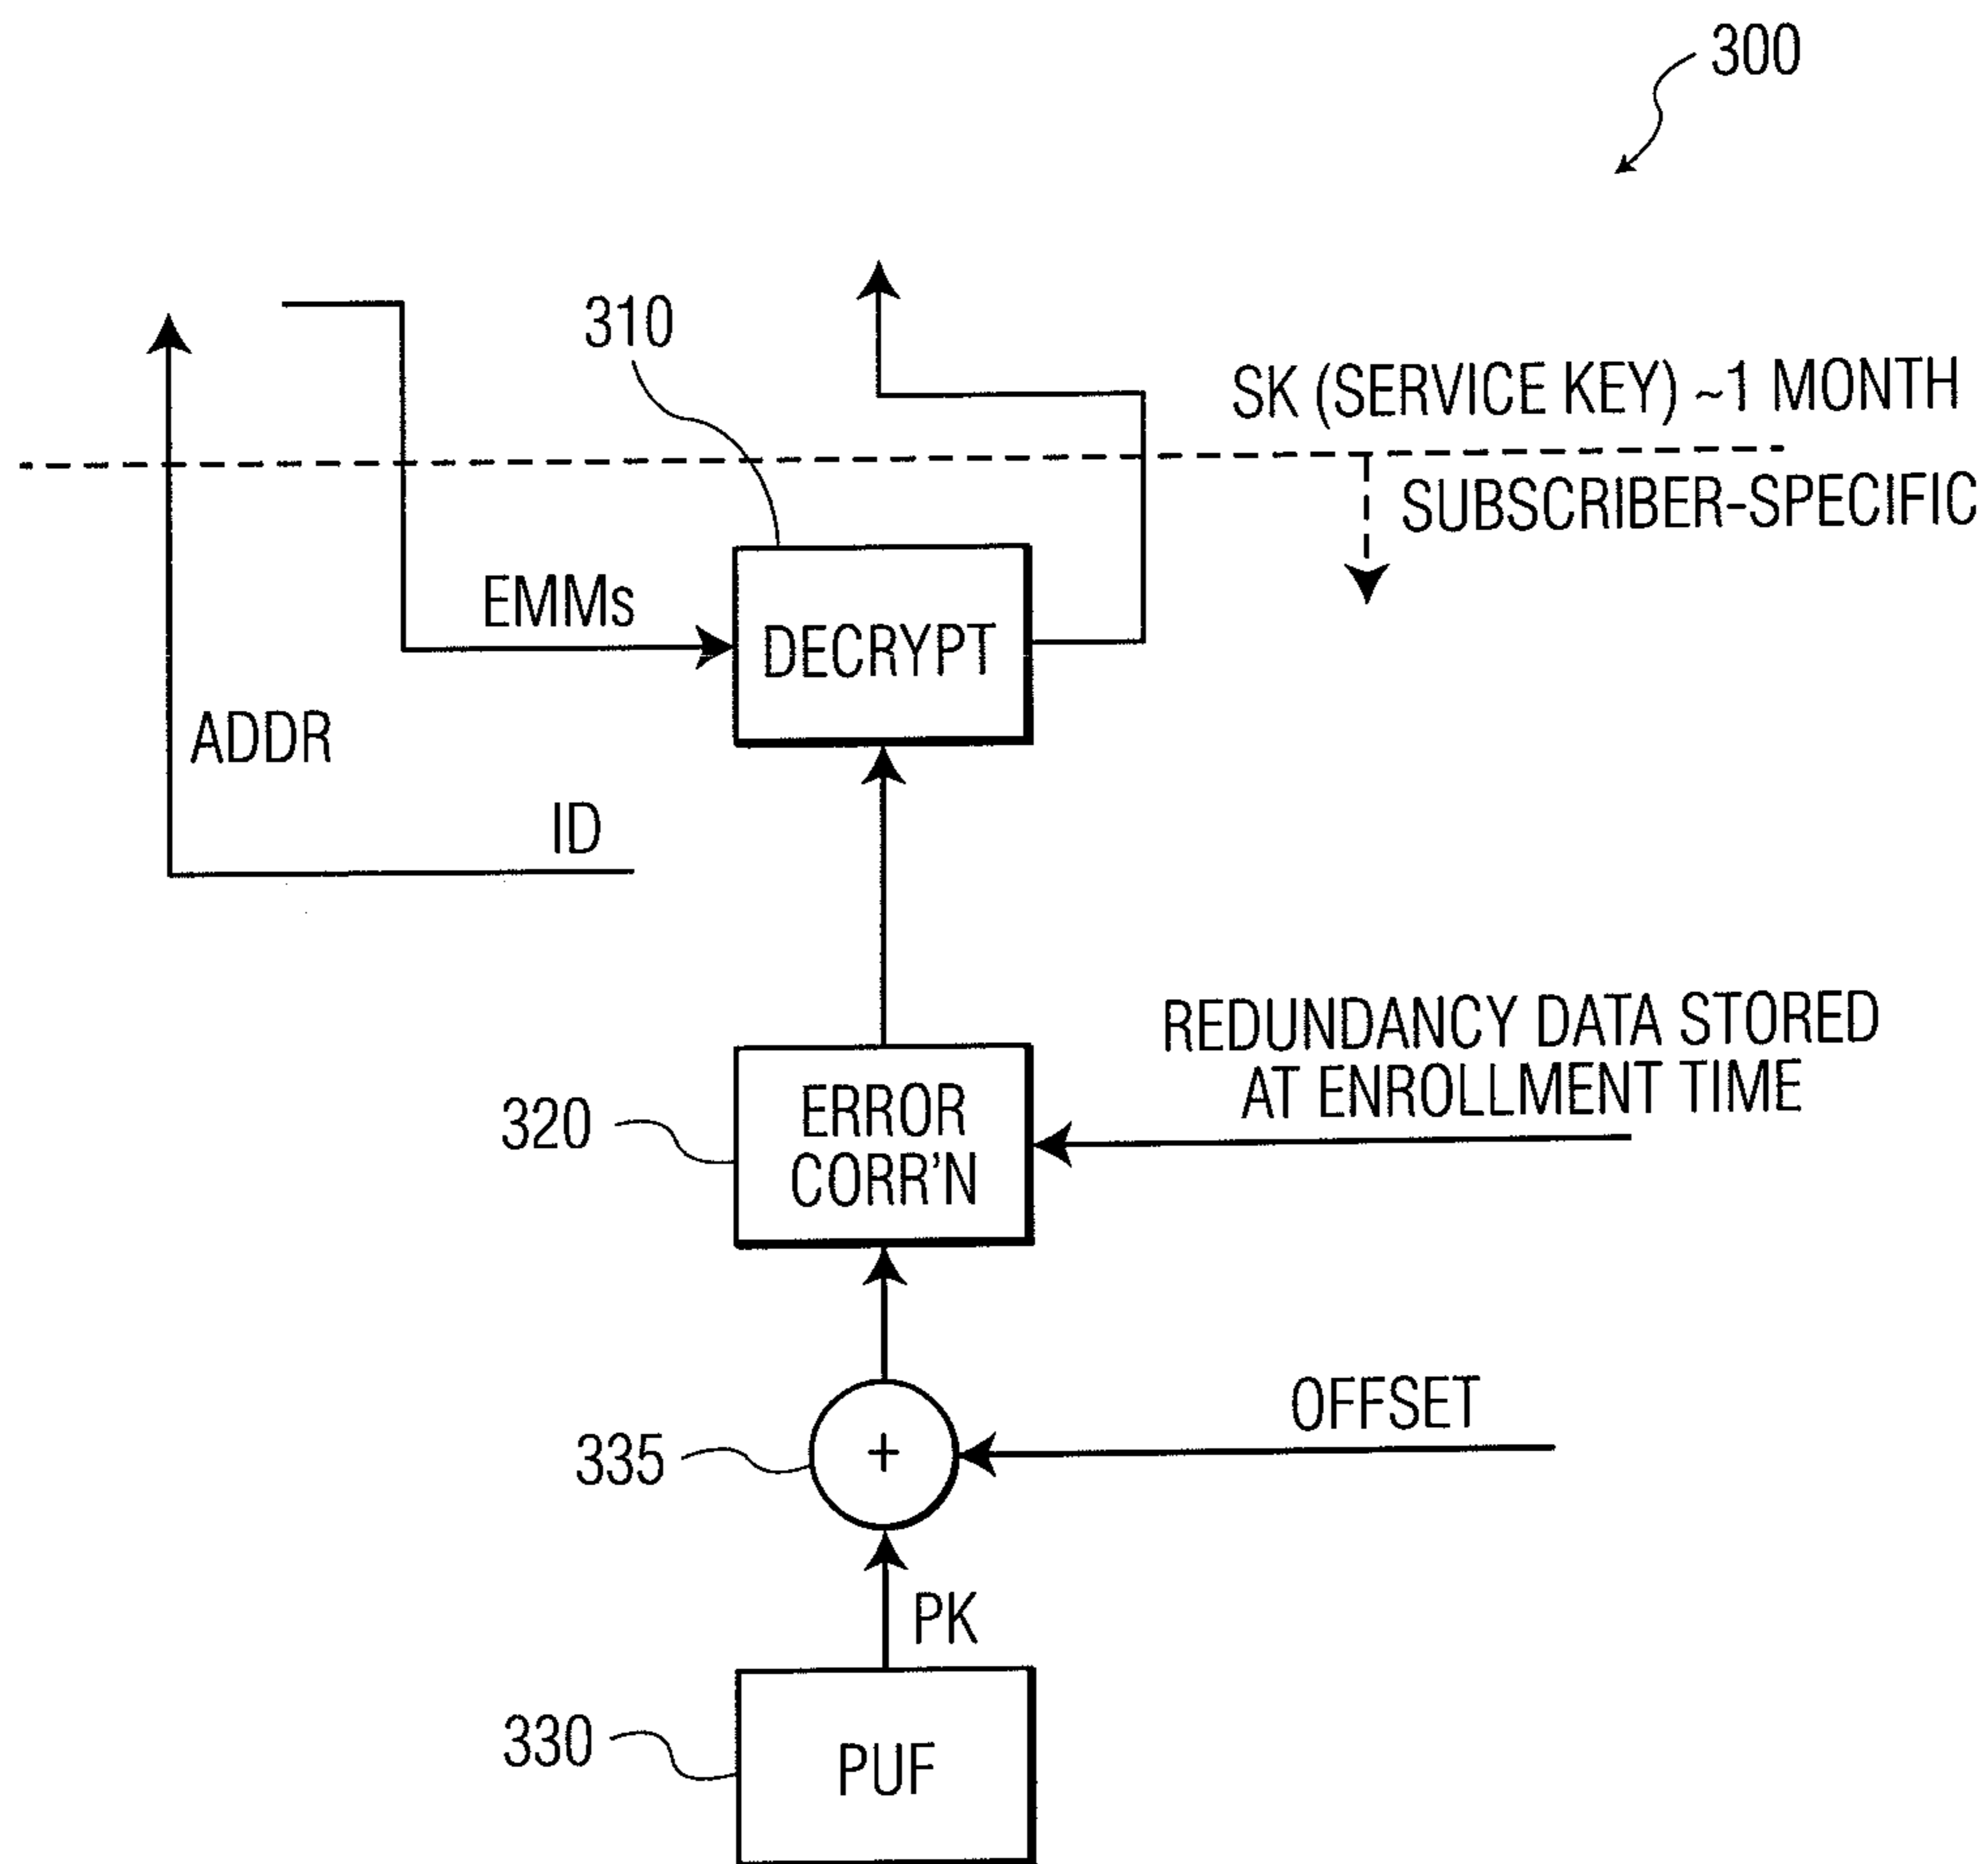 300
310
SK (SERVICE KEY) ~1 MONTH
SUBSCRIBER-SPECIFIC
EMMs
DECRYPT
ADDR
ID
REDUNDANCY DATA STORED
AT ENROLLMENT TIME
320
ERROR
CORR'N
OFFSET
335
+
PK
330
PUF